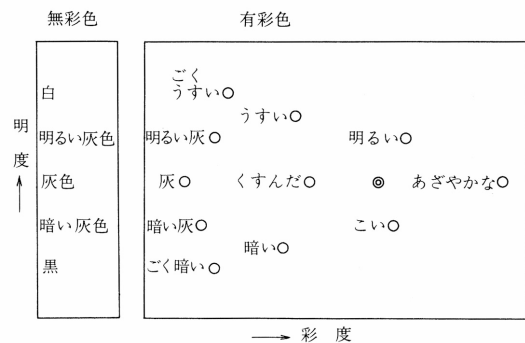 無彩色
有彩色
明度
白
明るい灰色
灰色
暗い灰色
黒
ごく
うすい
うすい
明るい灰
明るい
灰
くすんだ
あざやかな
暗い灰
こい
暗い
ごく暗い
彩度